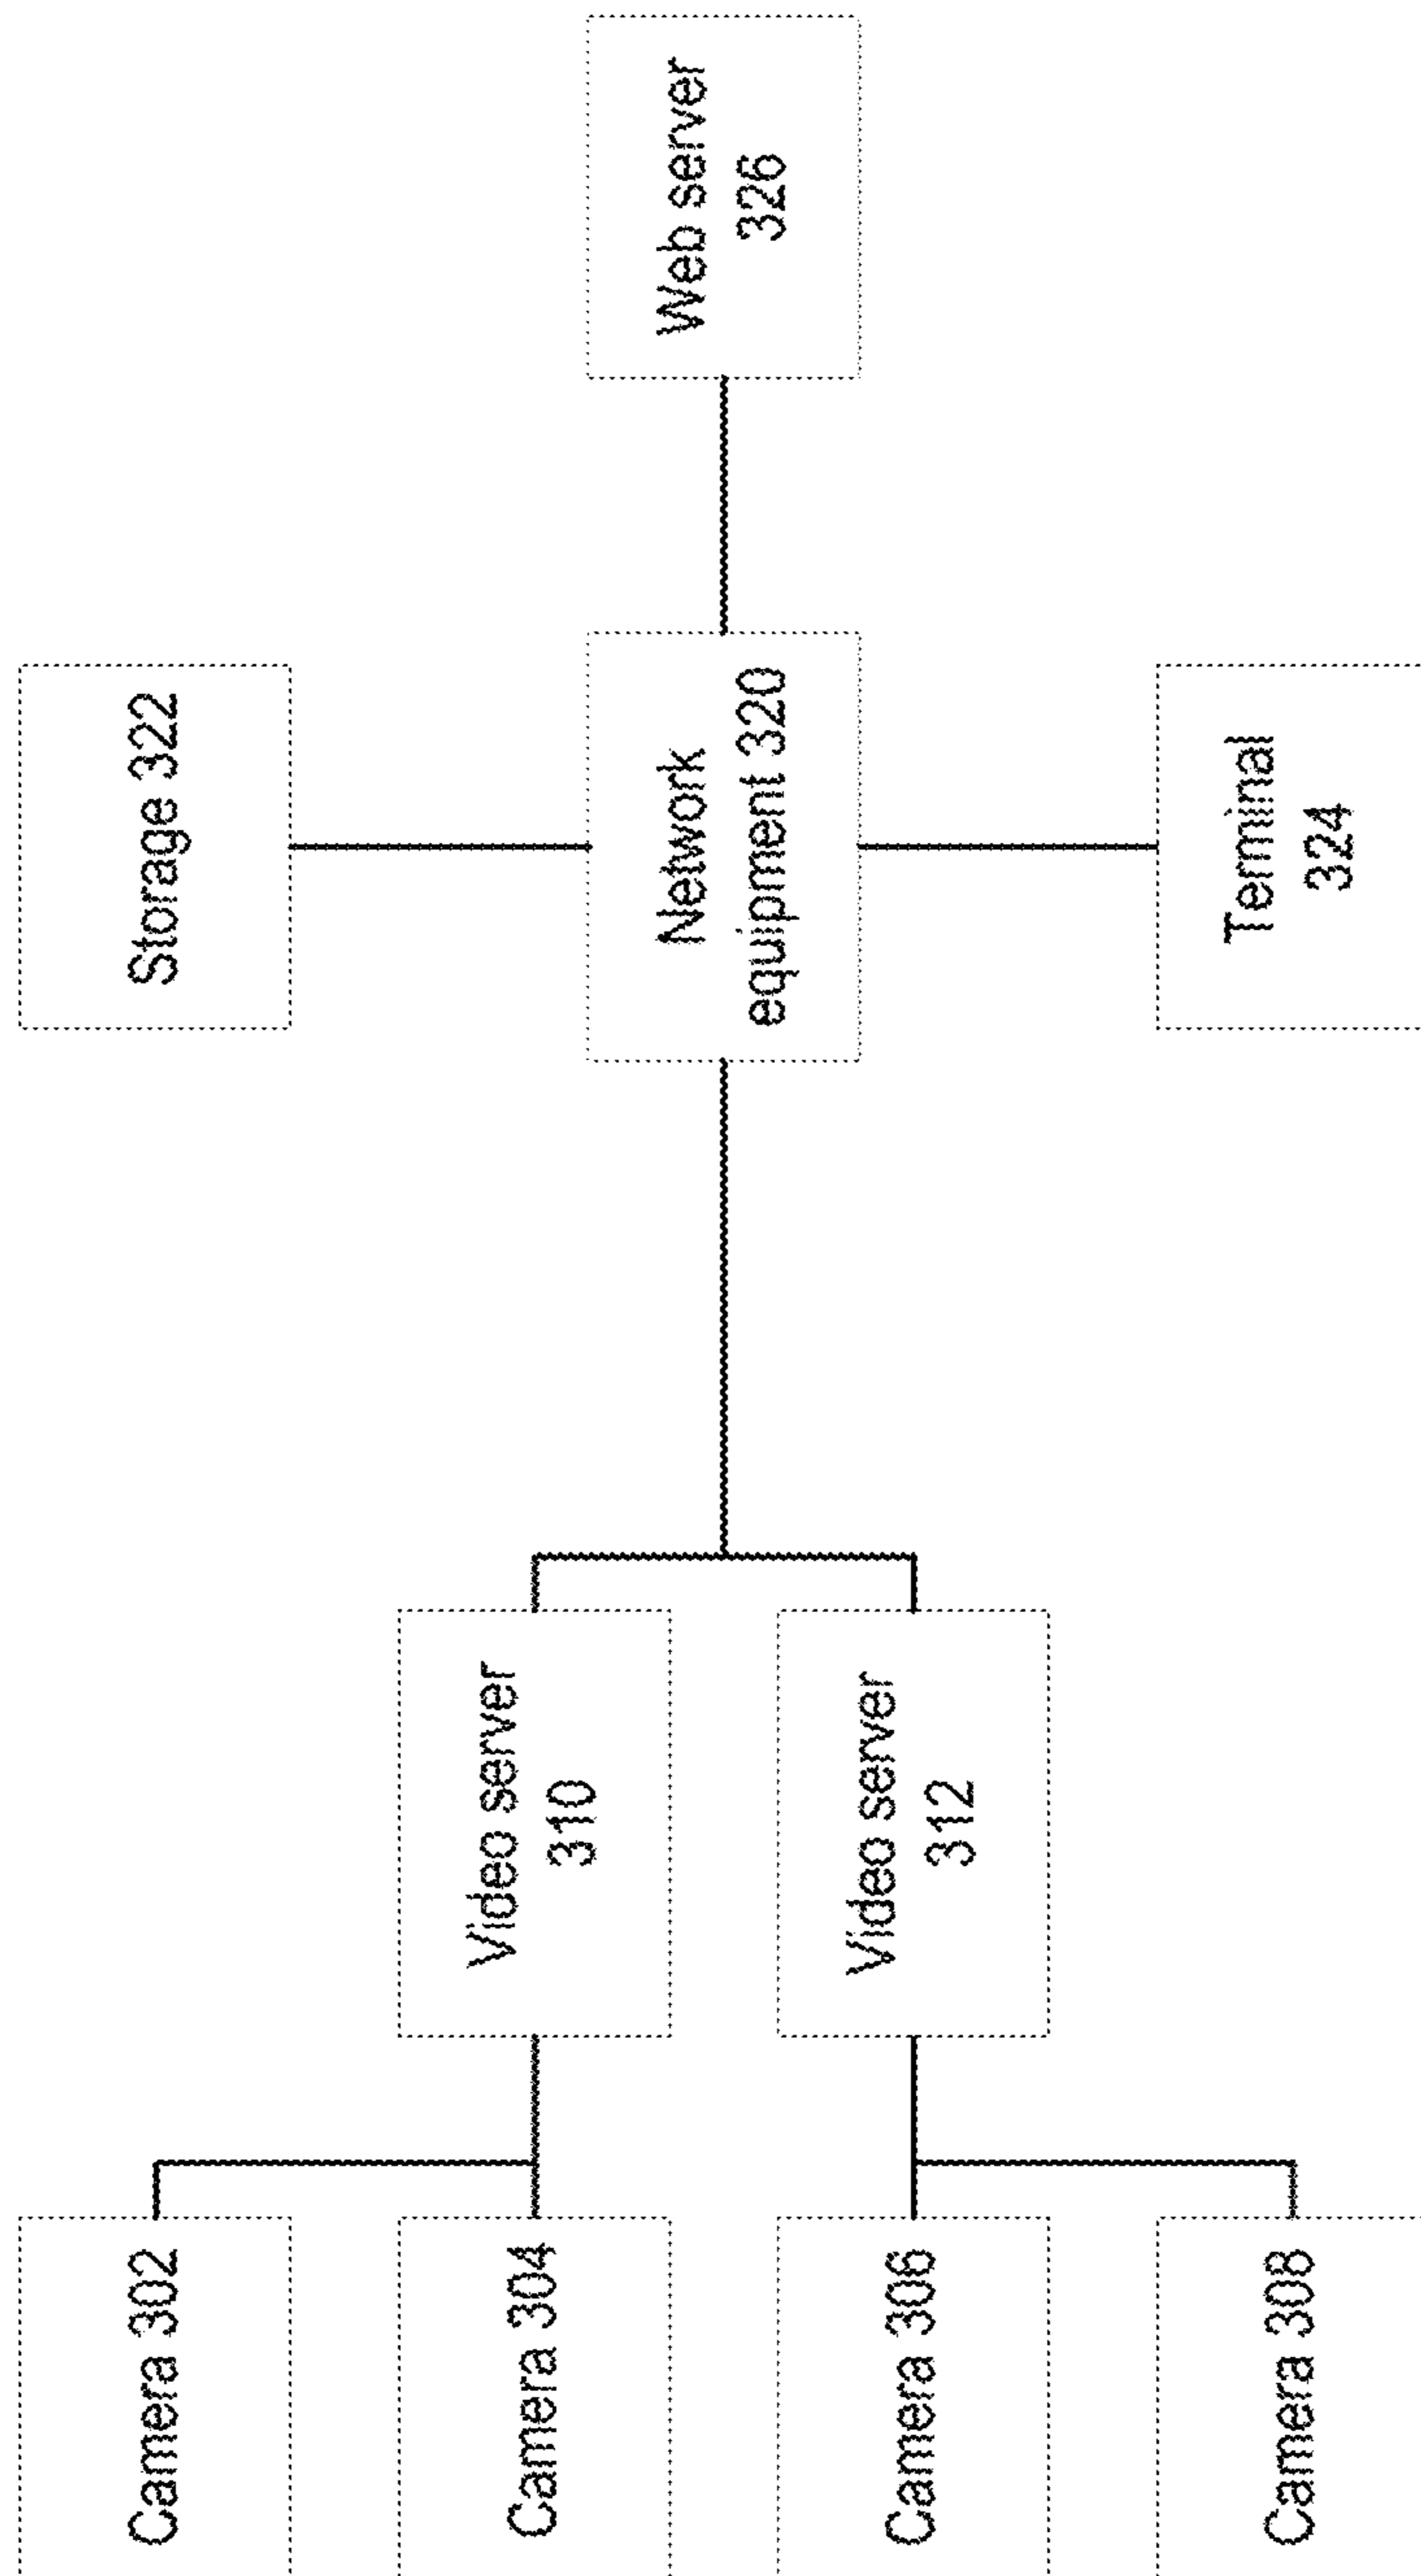 Camera 302
Camera 304
Camera 306
Camera 308
Video server
310
Video server
312
Storage 322
Network
equipment 320
Terminal
324
Web server
326